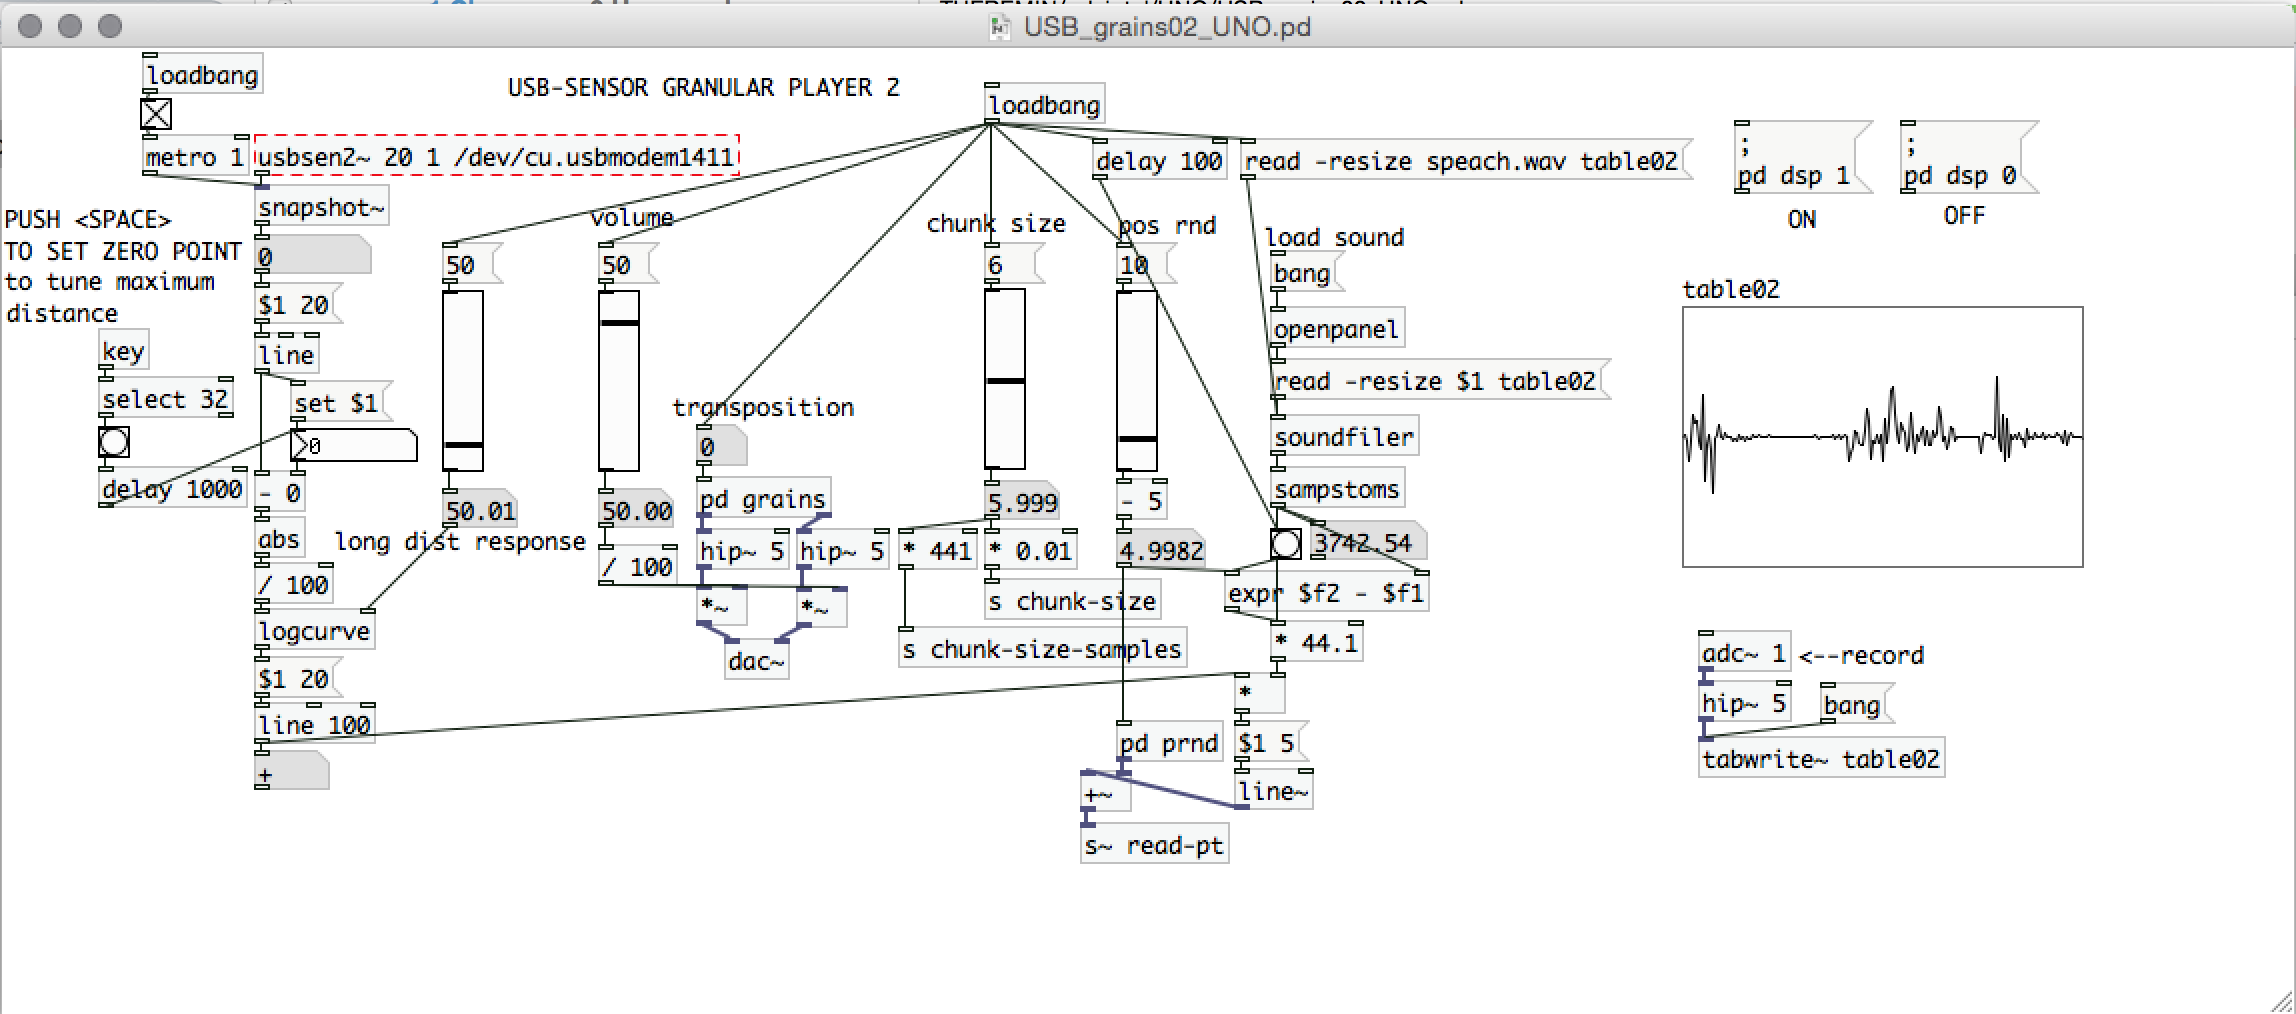 USB_grains02_UNO.pd
loadbang
USB-SENSOR GRANULAR PLAYER 2
loadbang
metro 1
usbsen2~ 20 1 /dev/cu.usbmodem1411
delay 100
read -resize speach.wav table02
;
pd dsp 1
;
pd dsp 0
ON
OFF
snapshot~
PUSH <SPACE>
TO SET ZERO POINT
to tune maximum
distance
0
$1 20
line
key
select 32
set $1
0
delay 1000
- 0
abs
/ 100
logcurve
$1 20
line 100
+
50
50.01
long dist response
volume
50
50.00
/ 100
transposition
0
pd grains
hip~ 5
hip~ 5
*~
*~
dac~
chunk size
6
5.999
* 441
* 0.01
s chunk-size
s chunk-size-samples
pos rnd
10
- 5
4.9982
pd prnd
+~
s~ read-pt
load sound
bang
openpanel
read -resize $1 table02
soundfiler
sampstoms
3742.54
expr $f2 - $f1
* 44.1
*
$1 5
line~
table02
adc~ 1
<--record
hip~ 5
bang
tabwrite~ table02